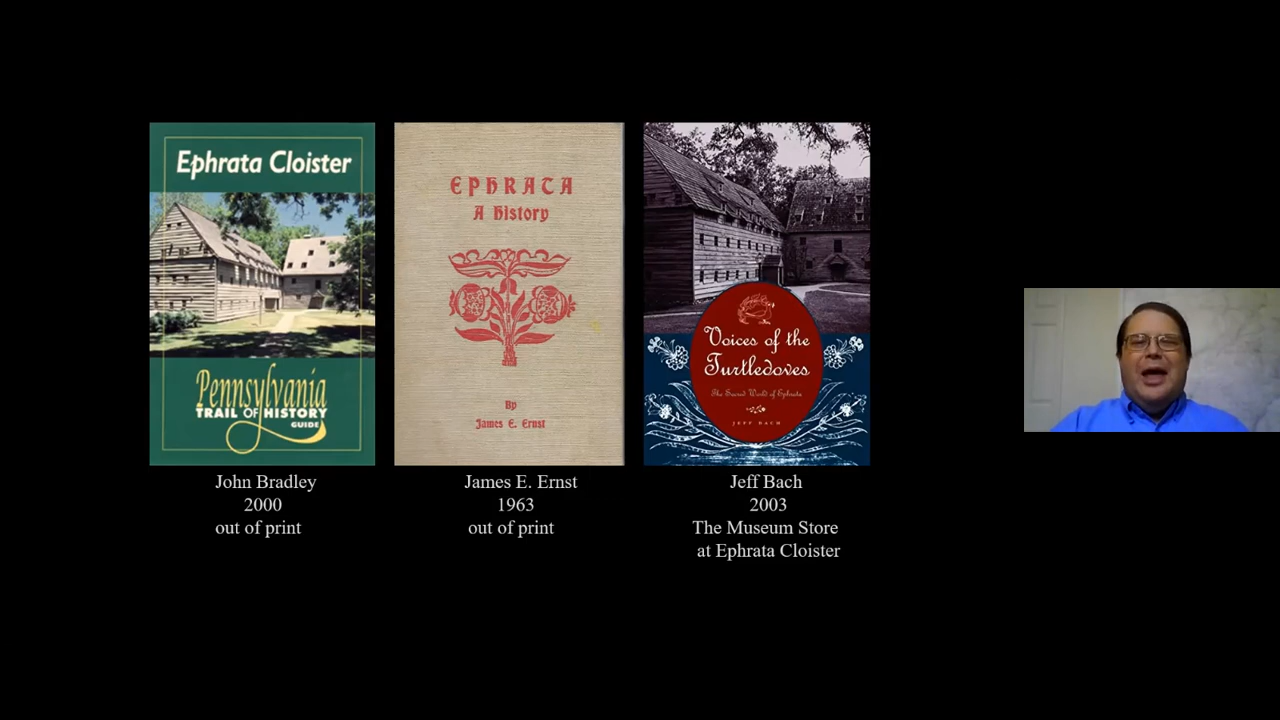 Ephrata Cloister
Pennsylvania
TRAIL OF HISTORY
GUIDE
John Bradley
2000
out of print
EPHRATA
A History
By
James E. Ernst
James E. Ernst
1963
out of print
Voices of the
Turtledoves
The Sacred World of Ephrata
JEFF BACH
Jeff Bach
2003
The Museum Store
at Ephrata Cloister